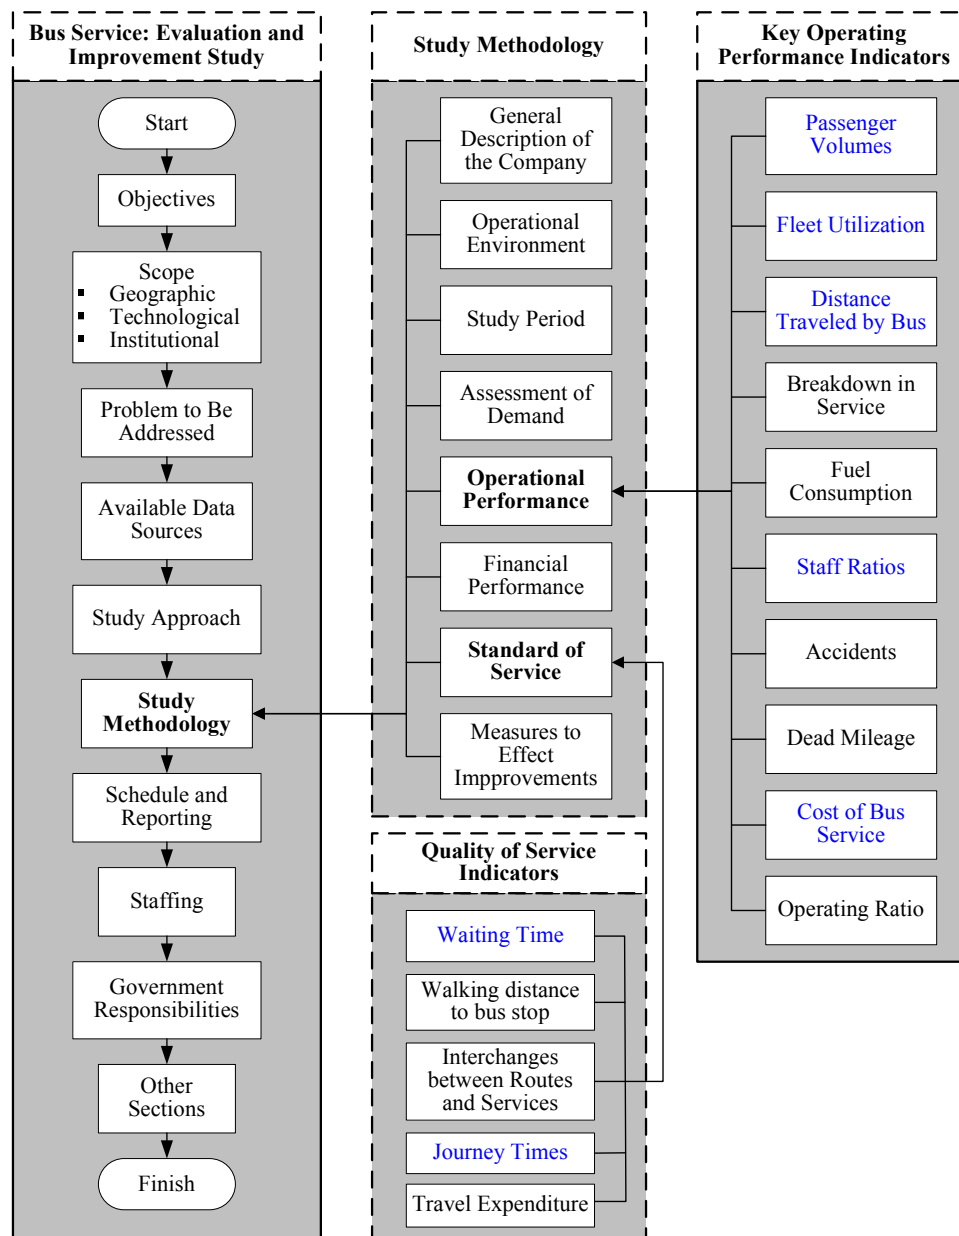 Bus Service: Evaluation and
Improvement Study
Start
Objectives
Scope
▪ Geographic
▪ Technological
▪ Institutional
Problem to Be
Addressed
Available Data
Sources
Study Approach
Study
Methodology
Schedule and
Reporting
Staffing
Government
Responsibilities
Other
Sections
Finish
Study Methodology
General
Description of
the Company
Operational
Environment
Study Period
Assessment of
Demand
Operational
Performance
Financial
Performance
Standard of
Service
Measures to
Effect
Impprovements
Quality of Service
Indicators
Waiting Time
Walking distance
to bus stop
Interchanges
between Routes
and Services
Journey Times
Travel Expenditure
Key Operating
Performance Indicators
Passenger
Volumes
Fleet Utilization
Distance
Traveled by Bus
Breakdown in
Service
Fuel
Consumption
Staff Ratios
Accidents
Dead Mileage
Cost of Bus
Service
Operating Ratio